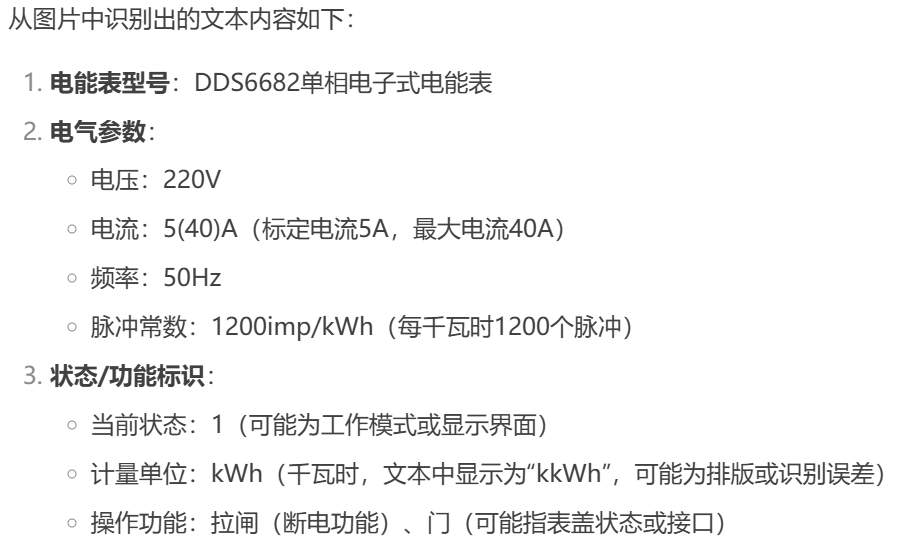 从图片中识别出的文本内容如下：
1. 电能表型号：DDS6682单相电子式电能表
2. 电气参数：
○ 电压：220V
○ 电流：5(40)A（标定电流5A，最大电流40A）
○ 频率：50Hz
○ 脉冲常数：1200imp/kWh（每千瓦时1200个脉冲）
3. 状态/功能标识：
○ 当前状态：1（可能为工作模式或显示界面）
○ 计量单位：kWh（千瓦时，文本中显示为“kkWh”，可能为排版或识别误差）
○ 操作功能：拉闸（断电功能）、门（可能指表盖状态或接口）